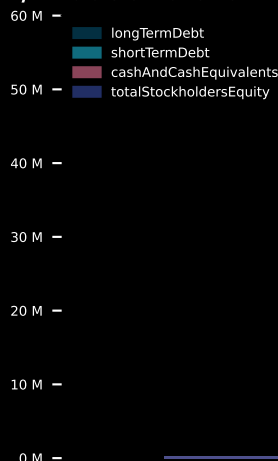 60 M
longTermDebt
shortTermDebt
cashAndCashEquivalents
50 M
totalStockholdersEquity
40 M
30 M
20 M
10 M
0 M